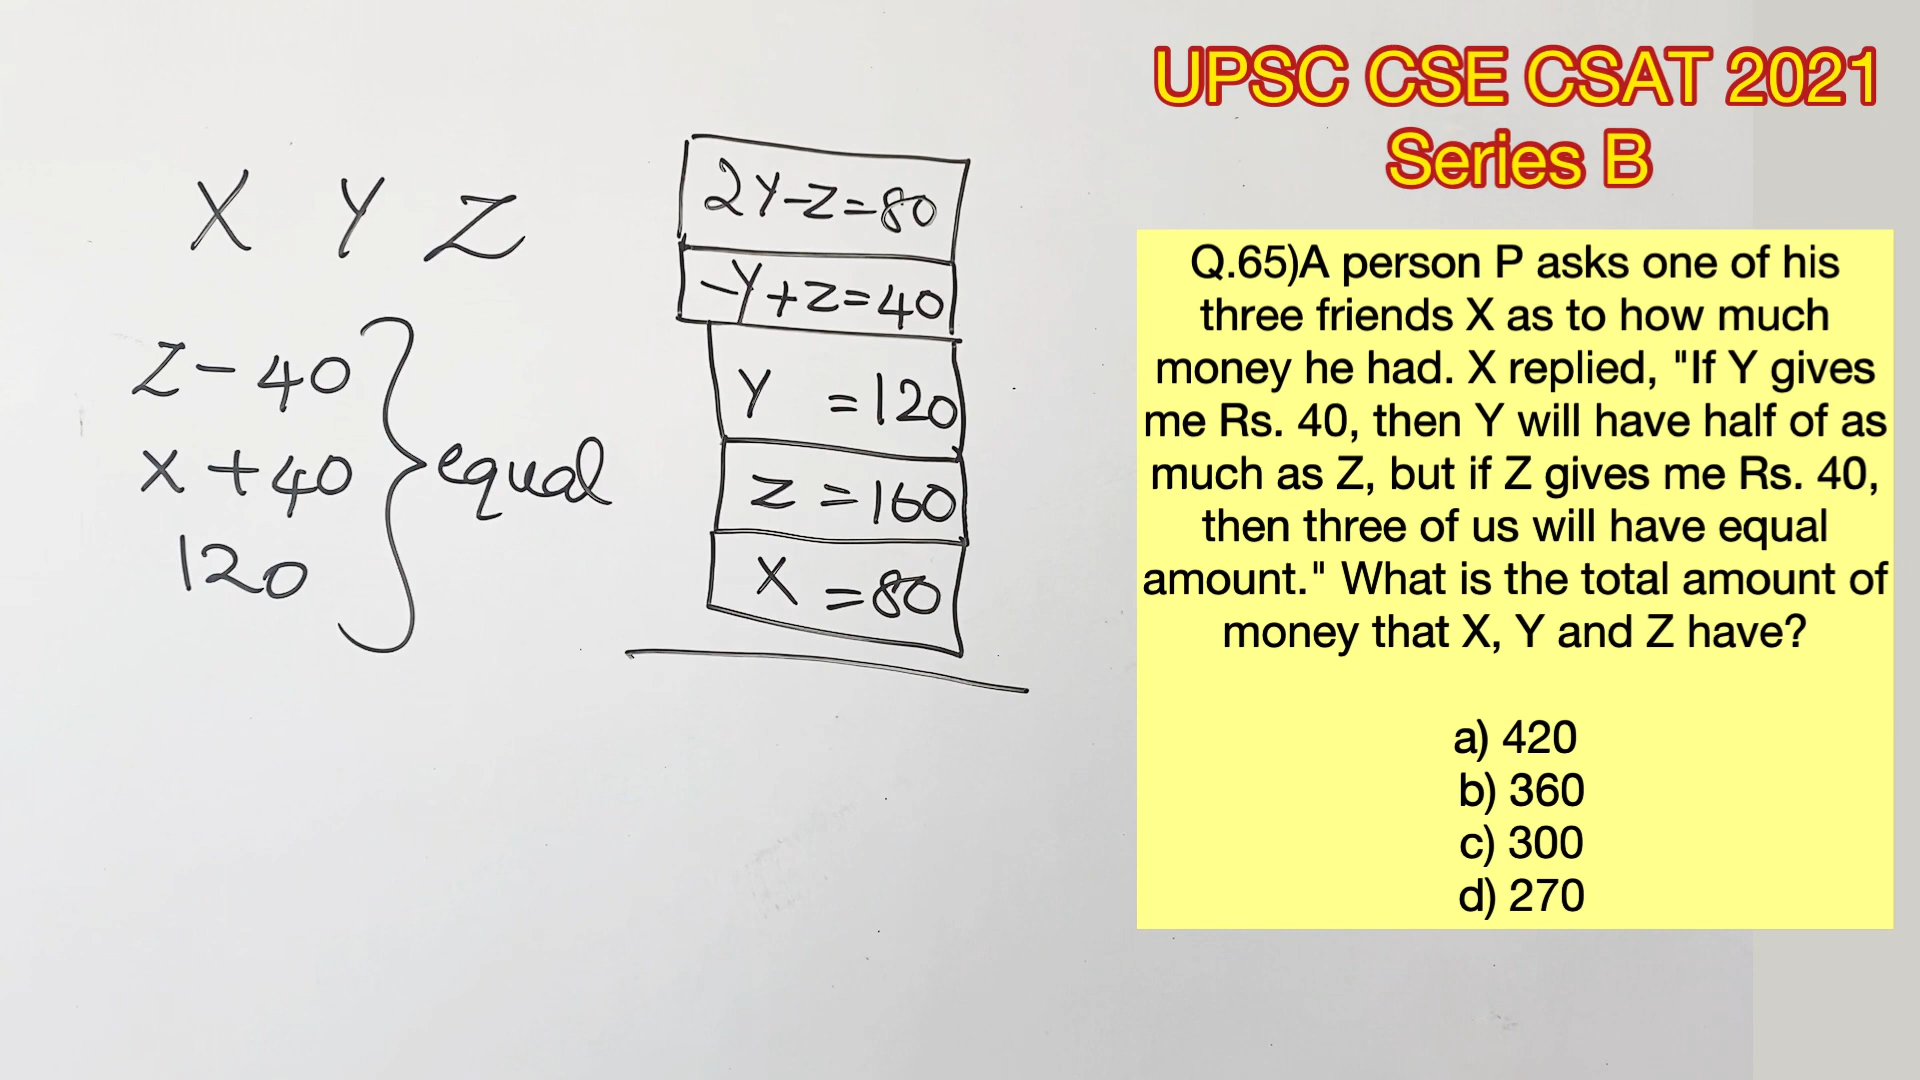 X Y Z
Z - 40
X + 40
120
equal
2Y-Z=80
-Y+Z=40
Y =120
Z =160
X =80
UPSC CSE CSAT 2021
Series B
Q.65)A person P asks one of his
three friends X as to how much
money he had. X replied, "If Y gives
me Rs. 40, then Y will have half of as
much as Z, but if Z gives me Rs. 40,
then three of us will have equal
amount." What is the total amount of
money that X, Y and Z have?
a) 420
b) 360
c) 300
d) 270